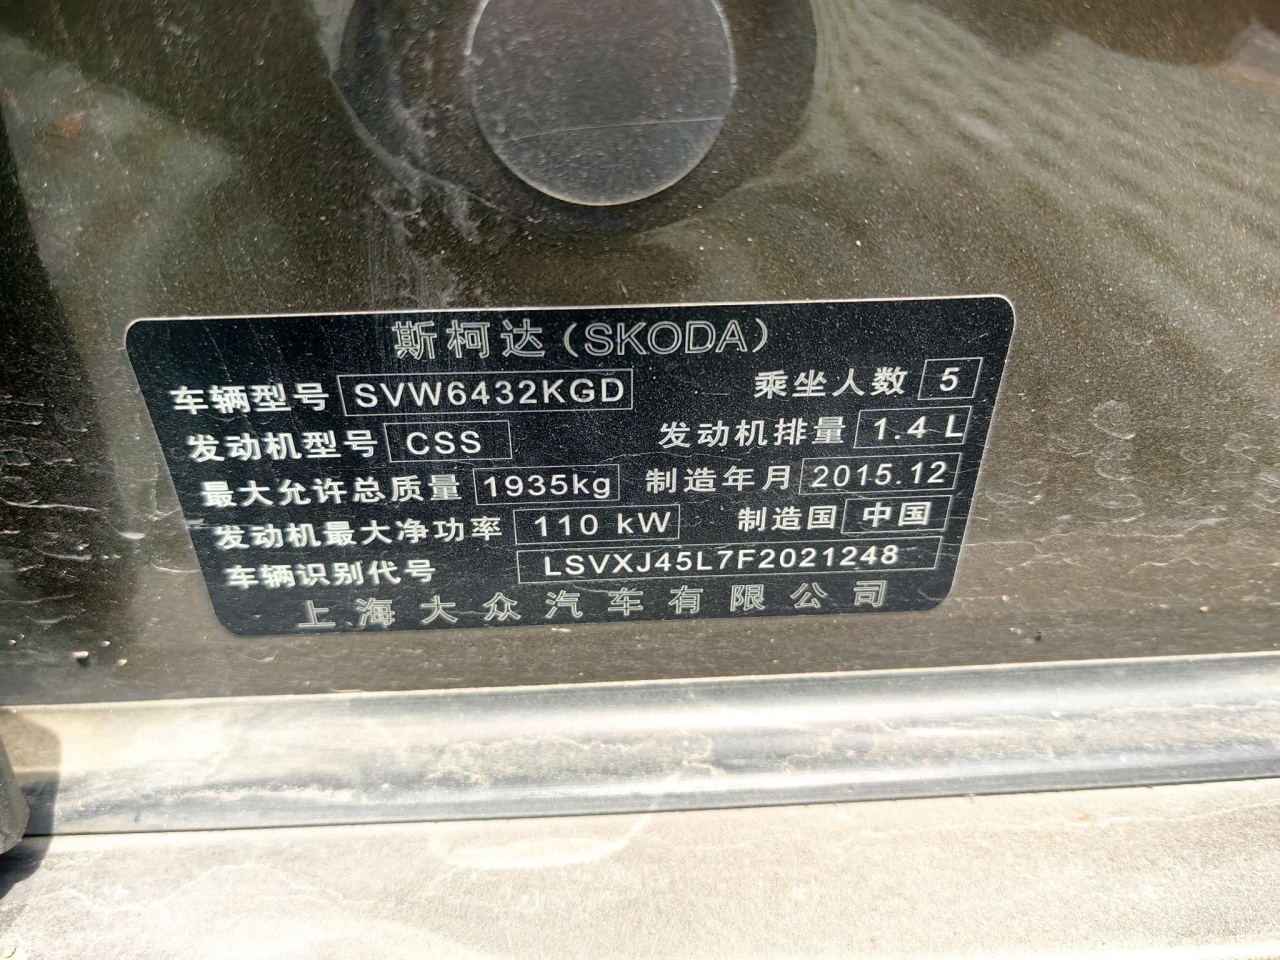 斯柯达(SKODA)
车辆型号 SVW6432KGD 乘坐人数 5
发动机型号 CSS 发动机排量 1.4 L
最大允许总质量 1935kg 制造年月 2015.12
发动机最大净功率 110 kW 制造国 中国
车辆识别代号 LSVXJ45L7F2021248
上海大众汽车有限公司